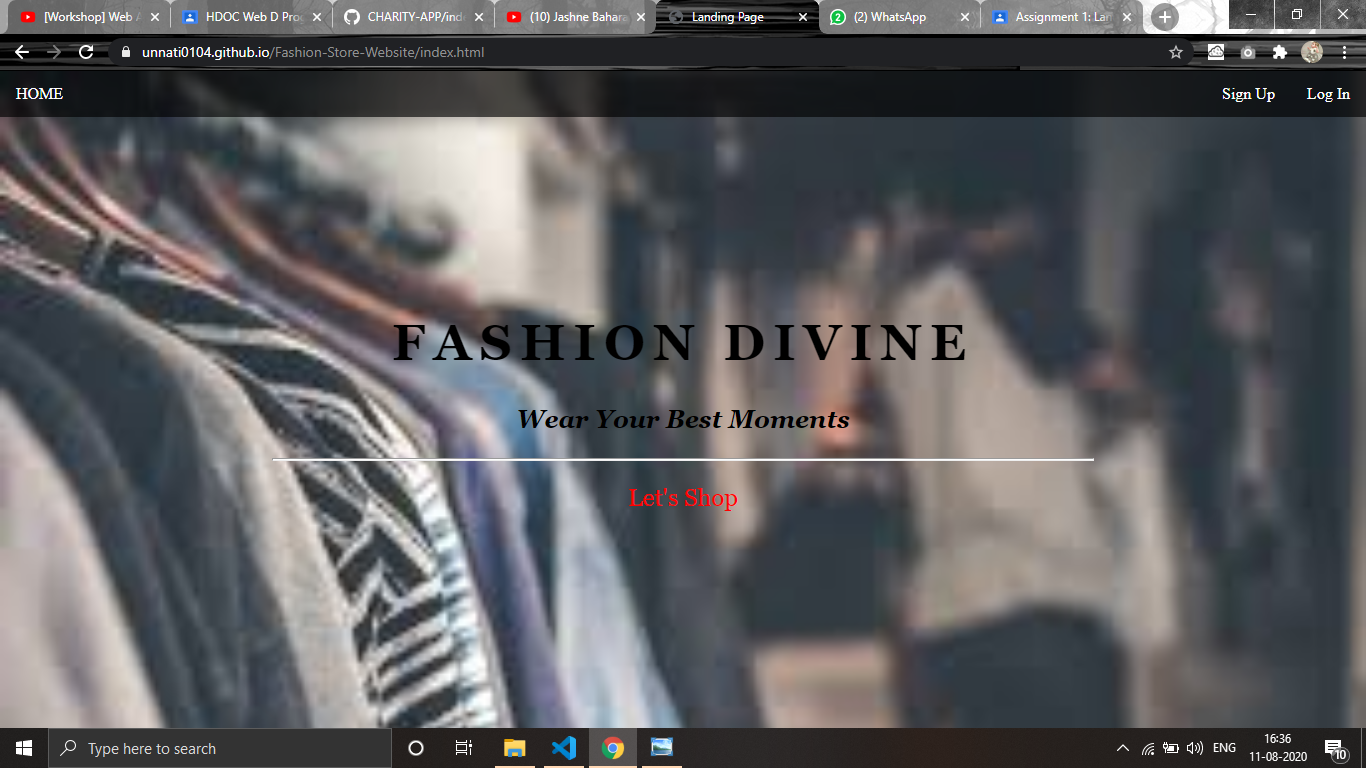 [Workshop] Web A
HDOC Web D Prog
CHARITY-APP/inde
(10) Jashne Bahara
Landing Page
2
(2) WhatsApp
Assignment 1: Lan
unnati0104.github.io/Fashion-Store-Website/index.html
HOME
Sign Up
Log In
FASHION DIVINE
Wear Your Best Moments
Let's Shop
Type here to search
ENG
16:36
11-08-2020
10